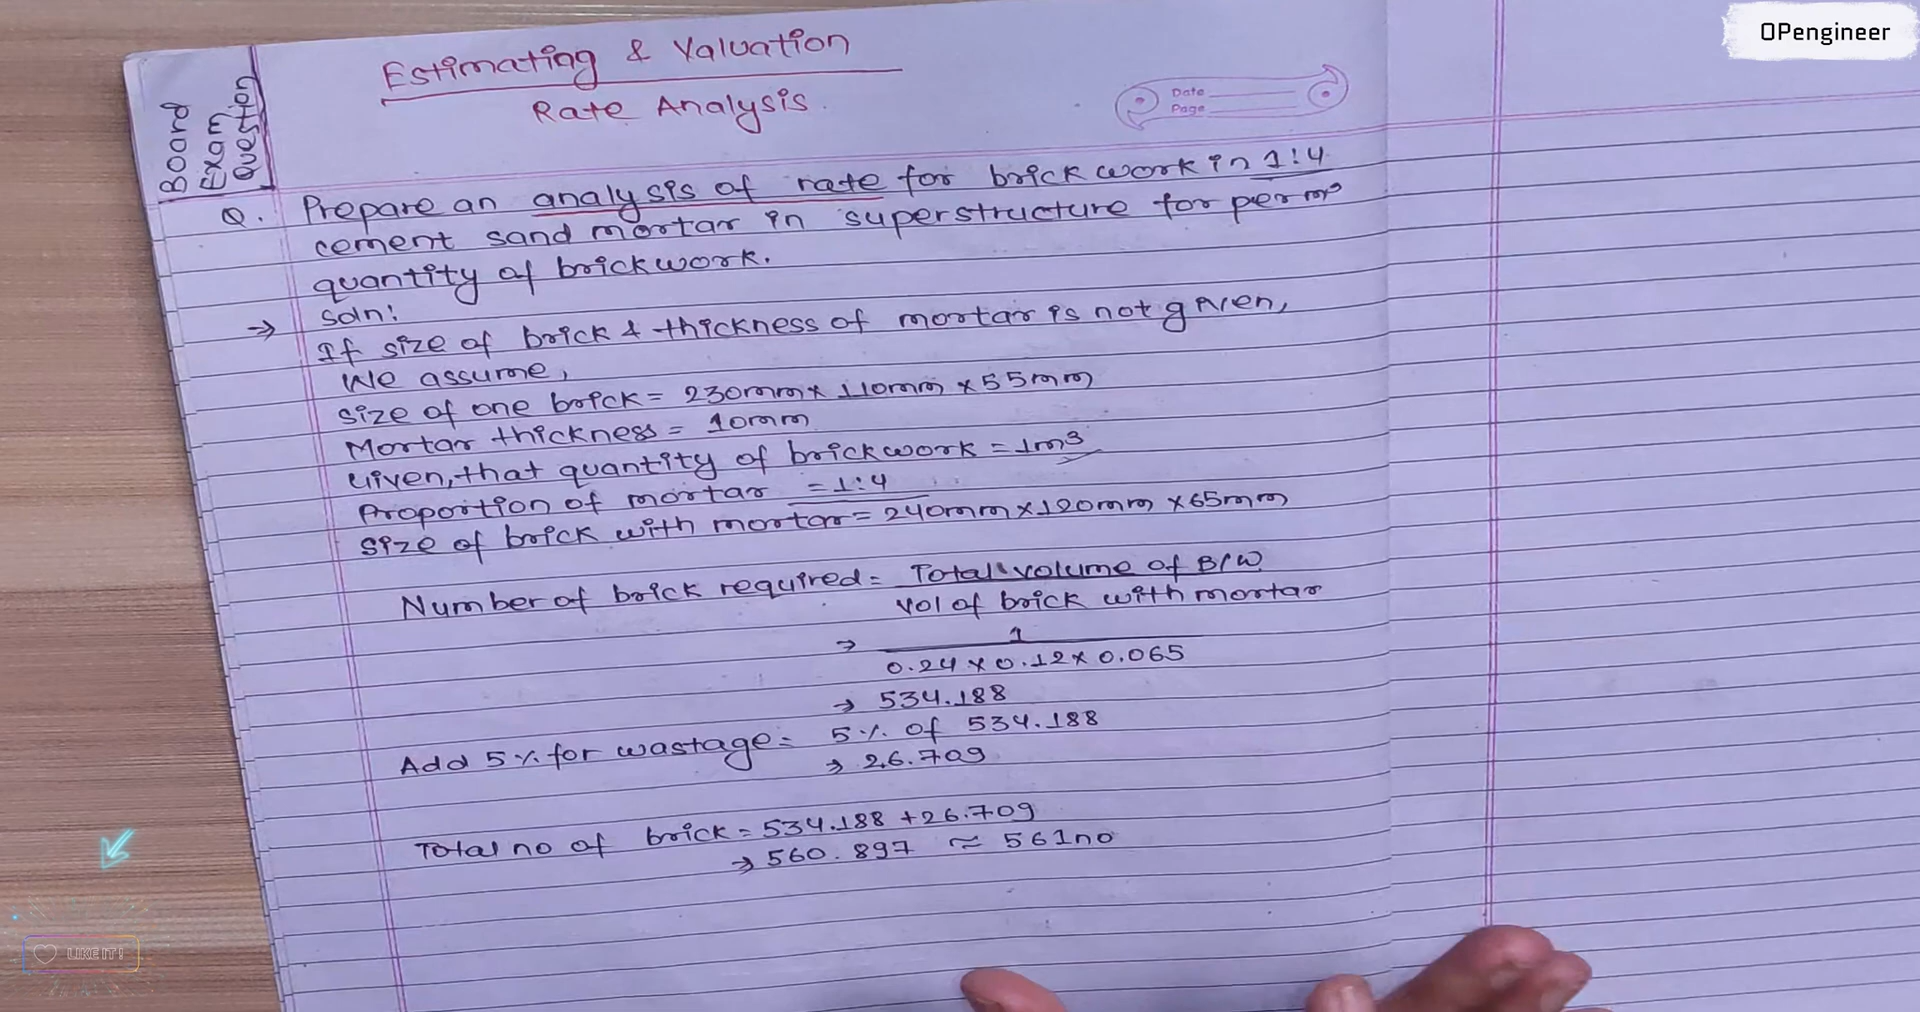 OPengineer
Board
Exam
Question
Estimating & Valuation
Rate Analysis.
Date
Page
Q. Prepare an analysis of rate for brick work in 1:4
cement sand mortar in superstructure for per m³
quantity of brickwork.
→ Soln:
If size of brick & thickness of mortar is not given,
We assume,
size of one brick = 230mm x 110mm x 55mm
Mortar thickness = 10mm
Given, that quantity of brickwork = 1m³
Proportion of mortar = 1:4
size of brick with mortar = 240mm x 120mm x 65mm
Number of brick required = Total volume of B/W
Vol of brick with mortar
→ 1
0.24 x 0.12 x 0.065
→ 534.188
Add 5% for wastage = 5% of 534.188
→ 26.709
Total no of brick = 534.188 + 26.709
→ 560.897 ≈ 561no
LIKE IT!